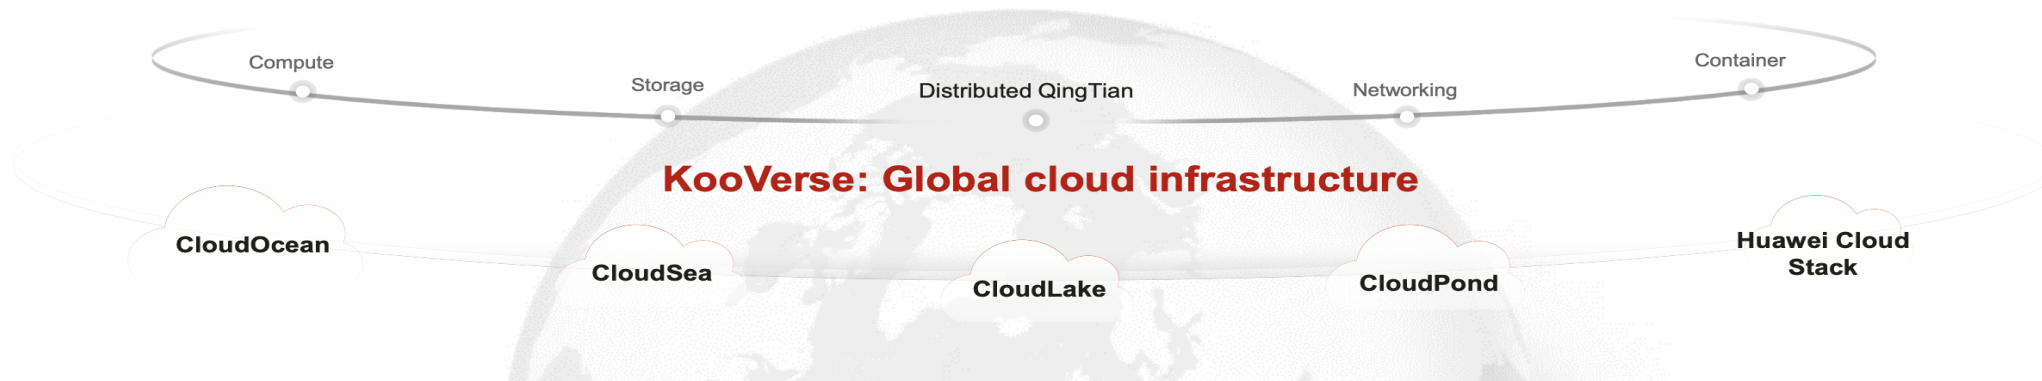 Compute
Storage
Distributed QingTian
Networking
Container
KooVerse: Global cloud infrastructure
CloudOcean
CloudSea
CloudLake
CloudPond
Huawei Cloud
Stack